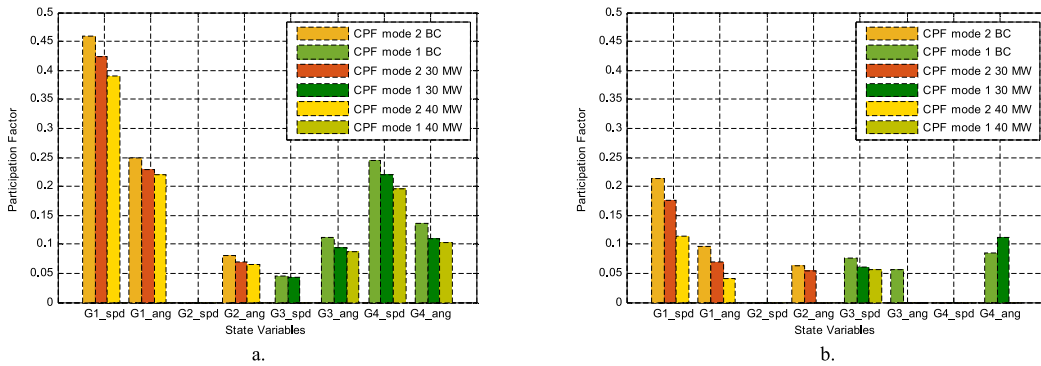 0.5
0.45
0.4
0.35
0.3
0.25
0.2
0.15
0.1
0.05
0
Participation Factor
CPF mode 2 BC
CPF mode 1 BC
CPF mode 2 30 MW
CPF mode 1 30 MW
CPF mode 2 40 MW
CPF mode 1 40 MW
G1_spd G1_ang G2_spd G2_ang G3_spd G3_ang G4_spd G4_ang
State Variables
a.
0.5
0.45
0.4
0.35
0.3
0.25
0.2
0.15
0.1
0.05
0
Participation Factor
CPF mode 2 BC
CPF mode 1 BC
CPF mode 2 30 MW
CPF mode 1 30 MW
CPF mode 2 40 MW
CPF mode 1 40 MW
G1_spd G1_ang G2_spd G2_ang G3_spd G3_ang G4_spd G4_ang
State Variables
b.